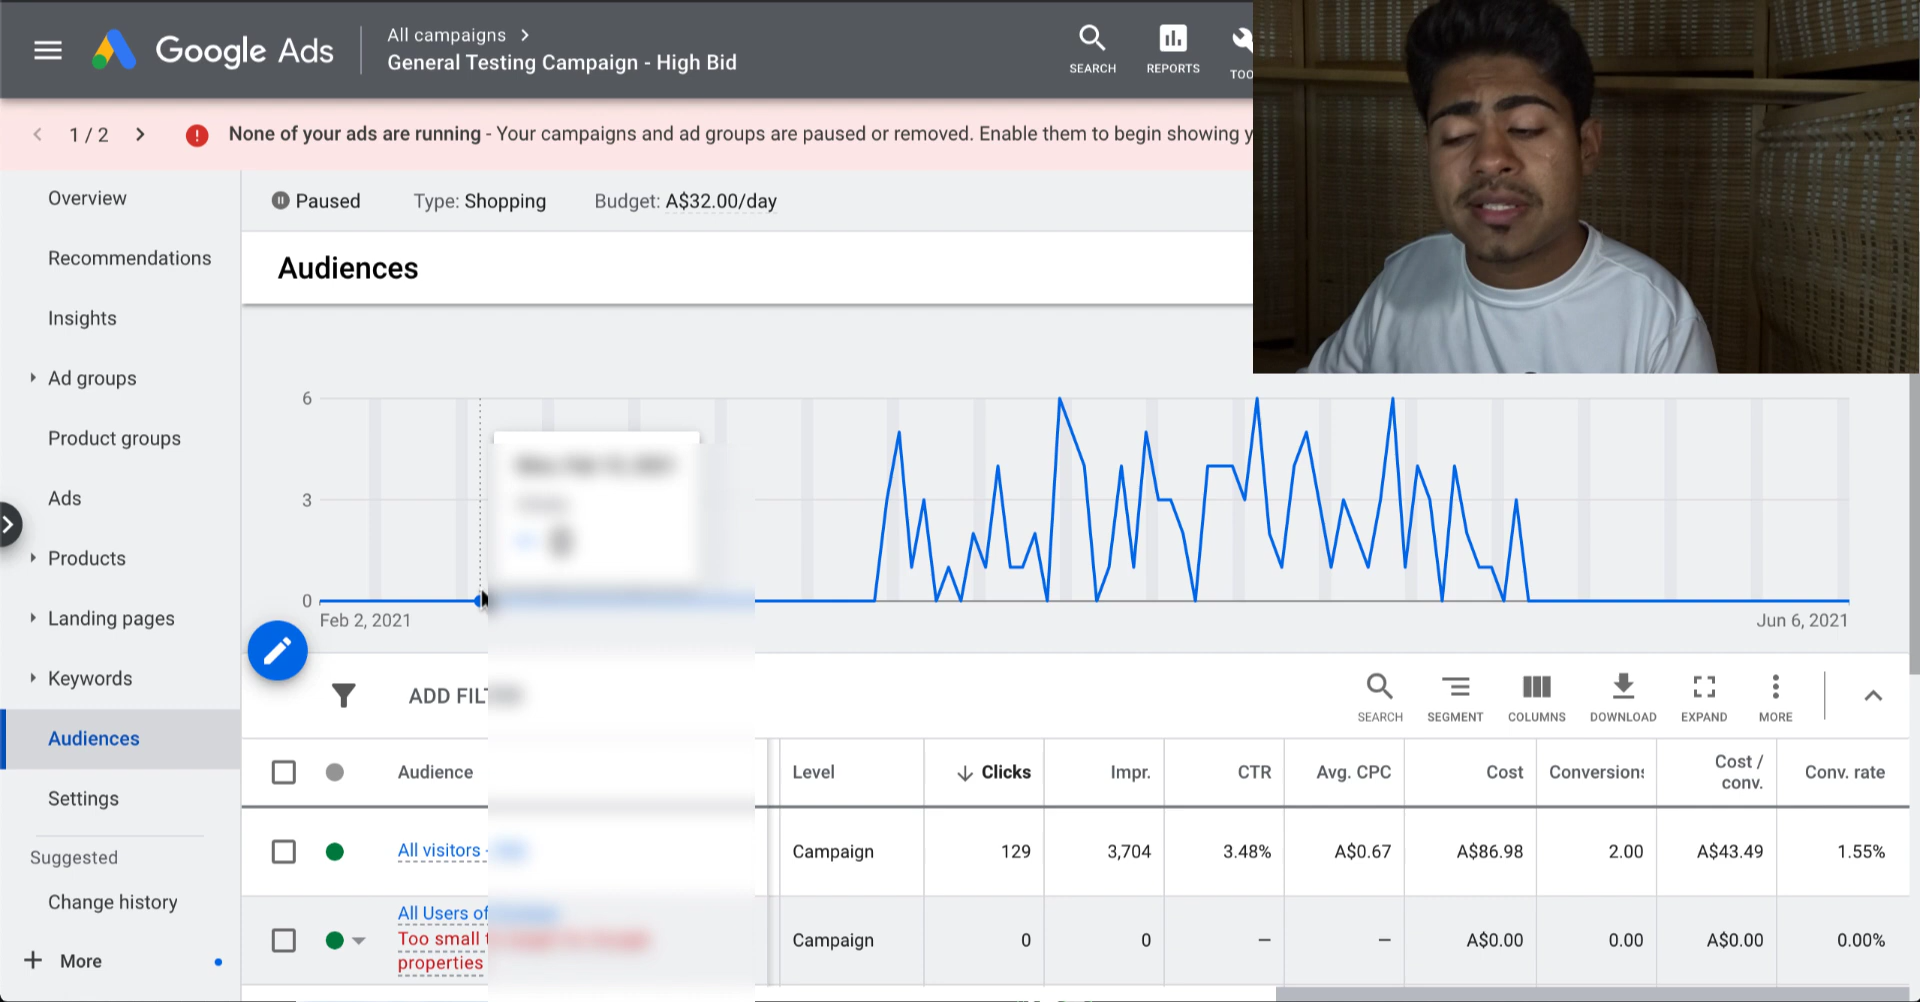 Google Ads
All campaigns
General Testing Campaign - High Bid
SEARCH
REPORTS
1 / 2
None of your ads are running - Your campaigns and ad groups are paused or removed. Enable them to begin showing
Overview
Recommendations
Insights
Ad groups
Product groups
Ads
Products
Landing pages
Keywords
Audiences
Settings
Suggested
Change history
More
Paused
Type: Shopping
Budget: A$32.00/day
Audiences
6
3
0
Feb 2, 2021
Jun 6, 2021
ADD
SEARCH
SEGMENT
COLUMNS
DOWNLOAD
EXPAND
MORE
Audience
Level
Clicks
Impr.
CTR
Avg. CPC
Cost
Conversions
Cost /
conv.
Conv. rate
All visitors -
Campaign
129
3,704
3.48%
A$0.67
A$86.98
2.00
A$43.49
1.55%
All Users of
Too small
properties
Campaign
0
0
–
–
A$0.00
0.00
A$0.00
0.00%